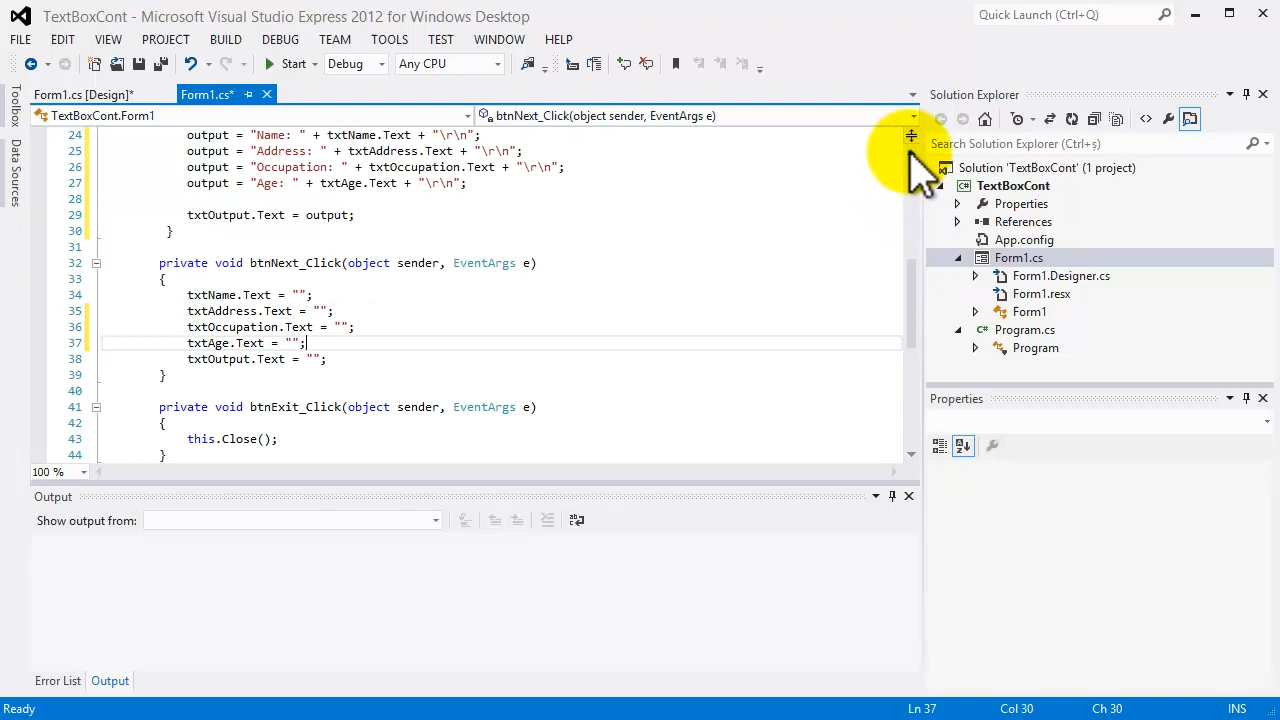 TextBoxCont - Microsoft Visual Studio Express 2012 for Windows Desktop
Quick Launch (Ctrl+Q)
FILE EDIT VIEW PROJECT BUILD DEBUG TEAM TOOLS TEST WINDOW HELP
Start Debug Any CPU
Toolbox
Data Sources
Form1.cs [Design]* Form1.cs*
TextBoxCont.Form1 btnNext_Click(object sender, EventArgs e)
24 output = "Name: " + txtName.Text + "\r\n";
25 output = "Address: " + txtAddress.Text + "\r\n";
26 output = "Occupation: " + txtOccupation.Text + "\r\n";
27 output = "Age: " + txtAge.Text + "\r\n";
28
29 txtOutput.Text = output;
30 }
31
32 private void btnNext_Click(object sender, EventArgs e)
33 {
34 txtName.Text = "";
35 txtAddress.Text = "";
36 txtOccupation.Text = "";
37 txtAge.Text = "";
38 txtOutput.Text = "";
39 }
40
41 private void btnExit_Click(object sender, EventArgs e)
42 {
43 this.Close();
44 }
100 %
Output
Show output from:
Error List Output
Solution Explorer
Search Solution Explorer (Ctrl+ş)
Solution 'TextBoxCont' (1 project)
TextBoxCont
Properties
References
App.config
Form1.cs
Form1.Designer.cs
Form1.resx
Form1
Program.cs
Program
Properties
Ready Ln 37 Col 30 Ch 30 INS